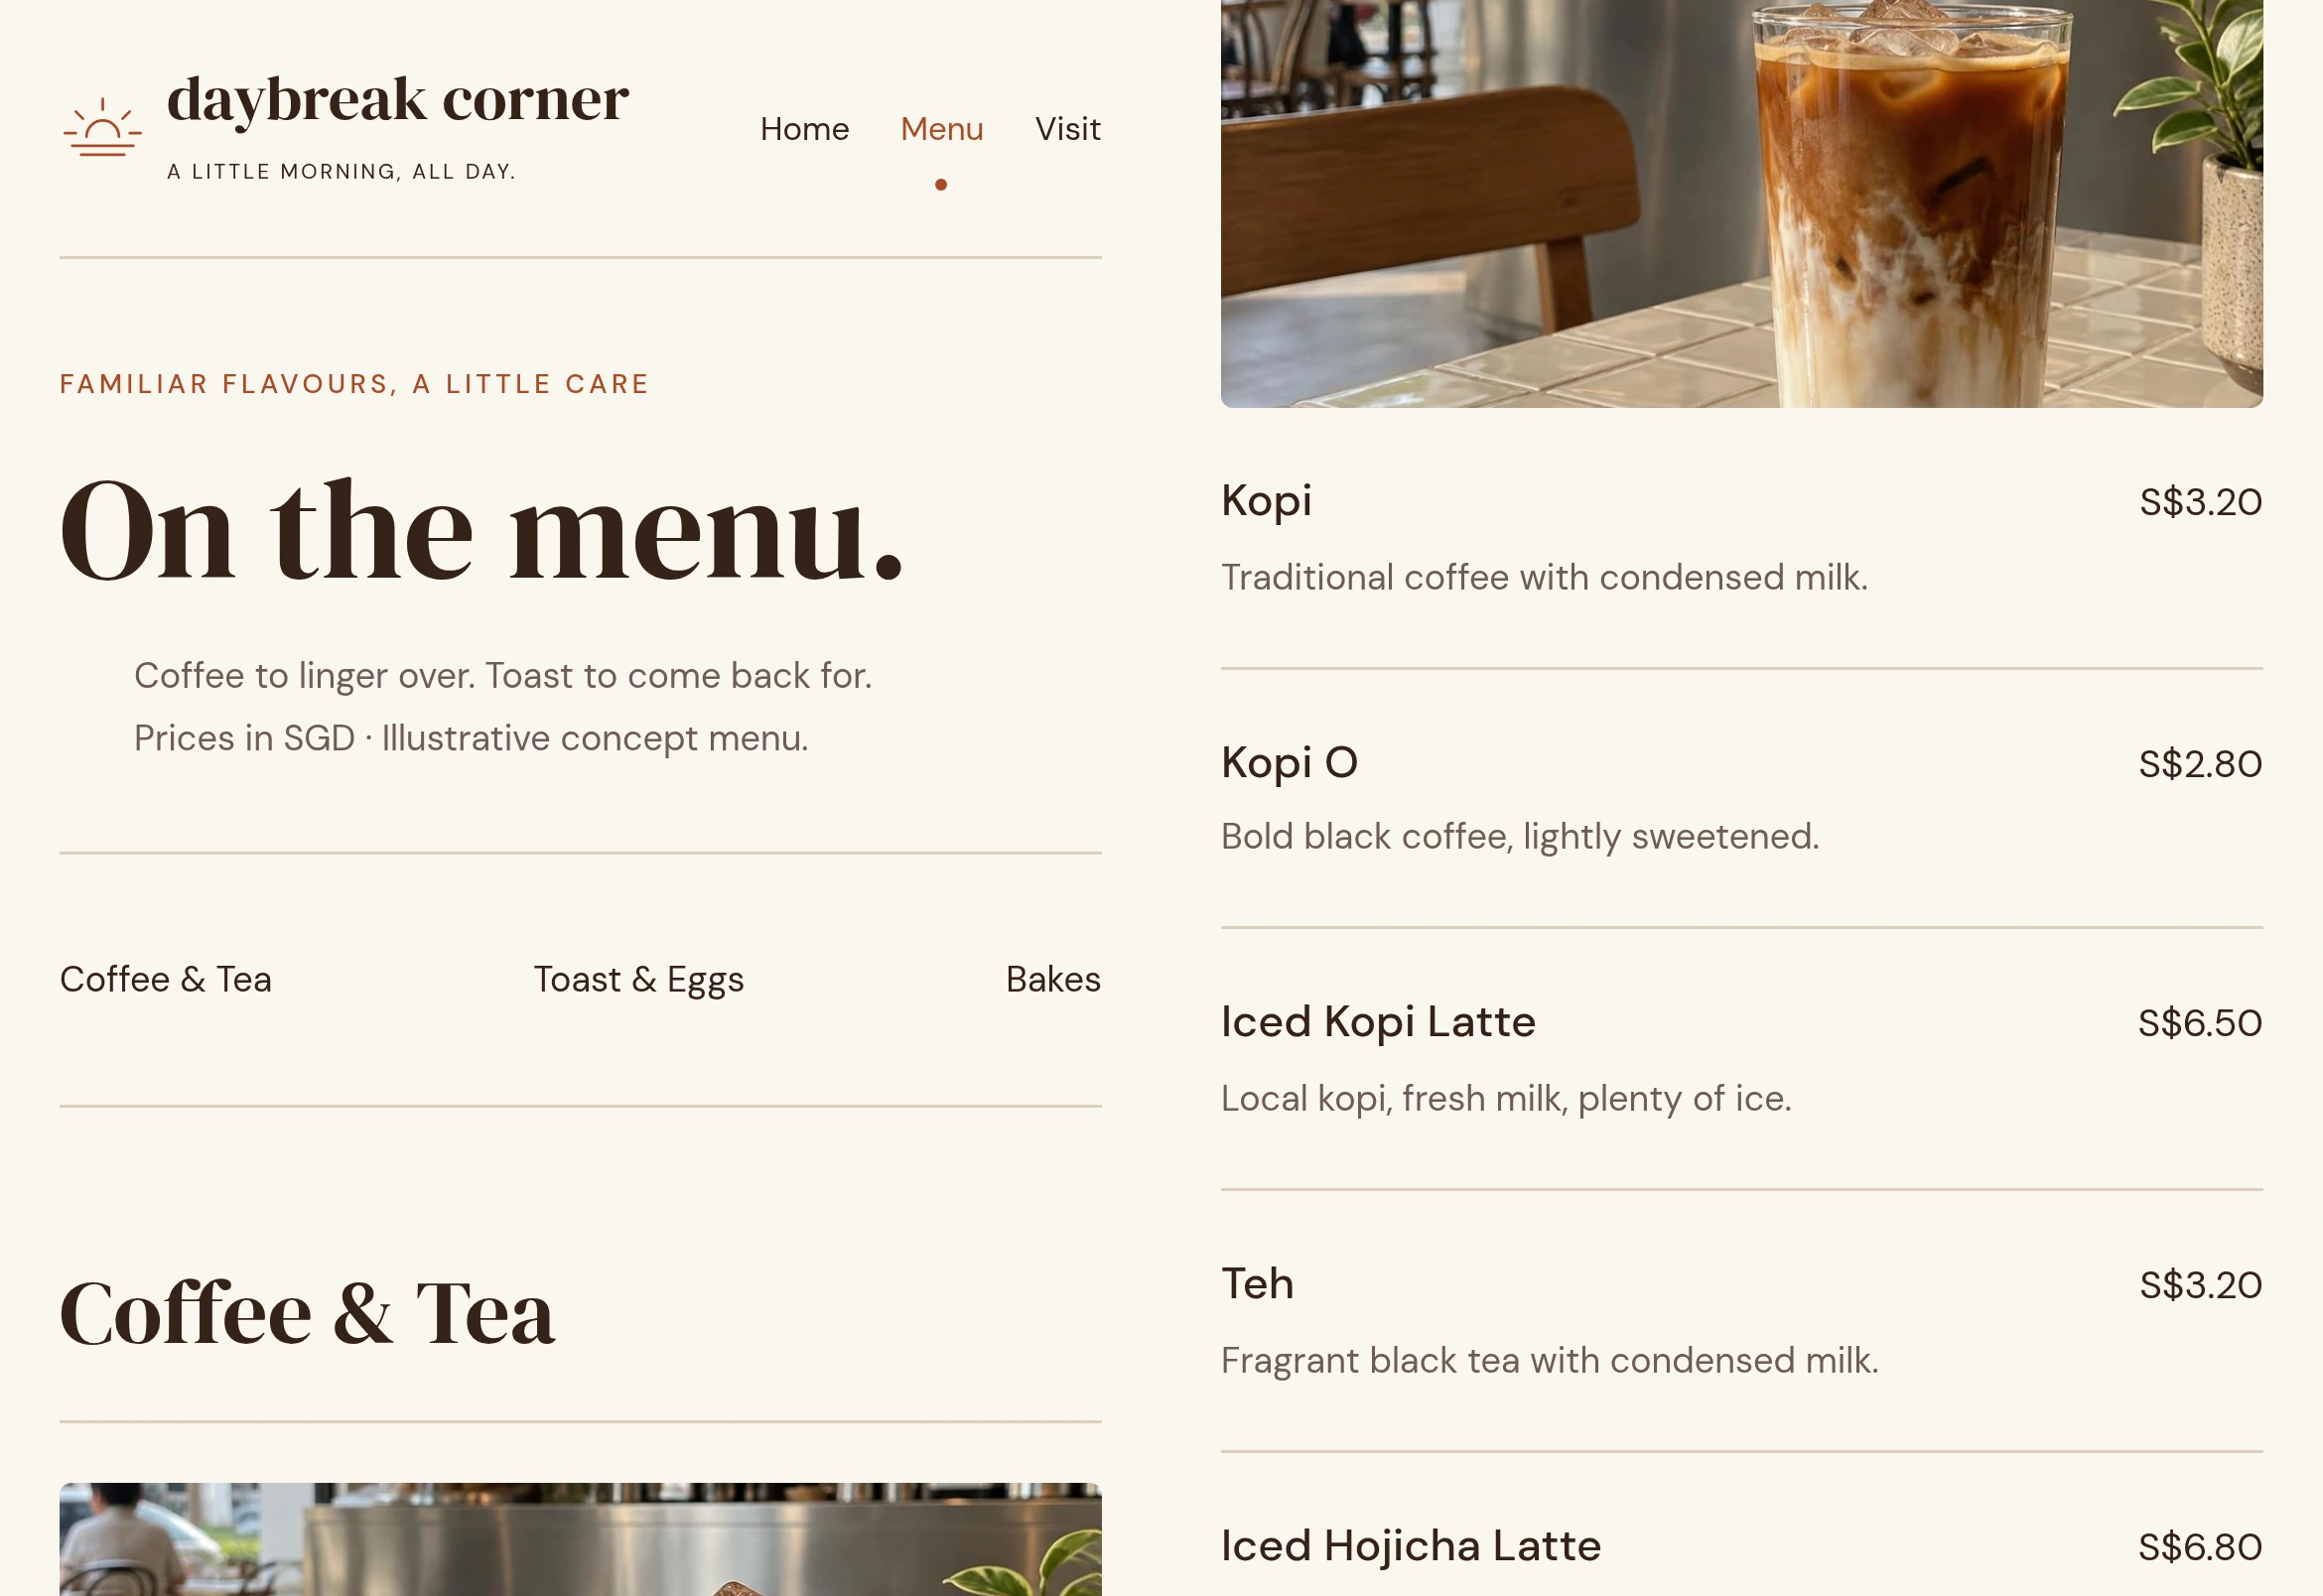 daybreak corner
A LITTLE MORNING, ALL DAY.
Home Menu Visit
FAMILIAR FLAVOURS, A LITTLE CARE
On the menu.
Coffee to linger over. Toast to come back for.
Prices in SGD · Illustrative concept menu.
Coffee & Tea Toast & Eggs Bakes
Coffee & Tea
Kopi S$3.20
Traditional coffee with condensed milk.
Kopi O S$2.80
Bold black coffee, lightly sweetened.
Iced Kopi Latte S$6.50
Local kopi, fresh milk, plenty of ice.
Teh S$3.20
Fragrant black tea with condensed milk.
Iced Hojicha Latte S$6.80